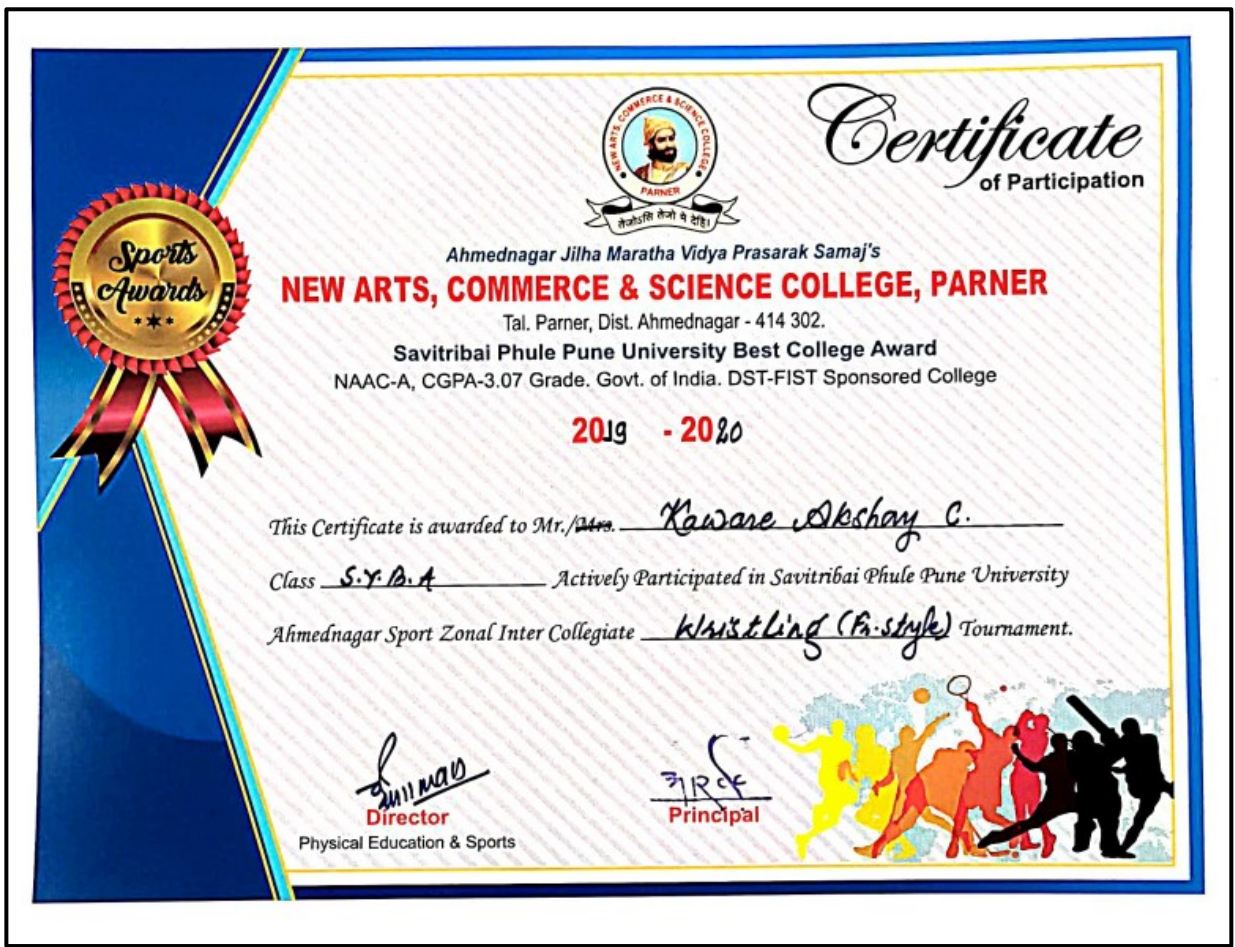 NEW ARTS, COMMERCE & SCIENCE COLLEGE
PARNER
तेजोऽसि तेजो मे देहि।
Certificate
of Participation
Sports
Awards
Ahmednagar Jilha Maratha Vidya Prasarak Samaj's
NEW ARTS, COMMERCE & SCIENCE COLLEGE, PARNER
Tal. Parner, Dist. Ahmednagar - 414 302.
Savitribai Phule Pune University Best College Award
NAAC-A, CGPA-3.07 Grade. Govt. of India. DST-FIST Sponsored College
2019 - 2020
This Certificate is awarded to Mr./Mrs. Kaware Akshay C.
Class S.Y.B.A Actively Participated in Savitribai Phule Pune University
Ahmednagar Sport Zonal Inter Collegiate Wristling (Fr.style) Tournament.
Director
Physical Education & Sports
Principal